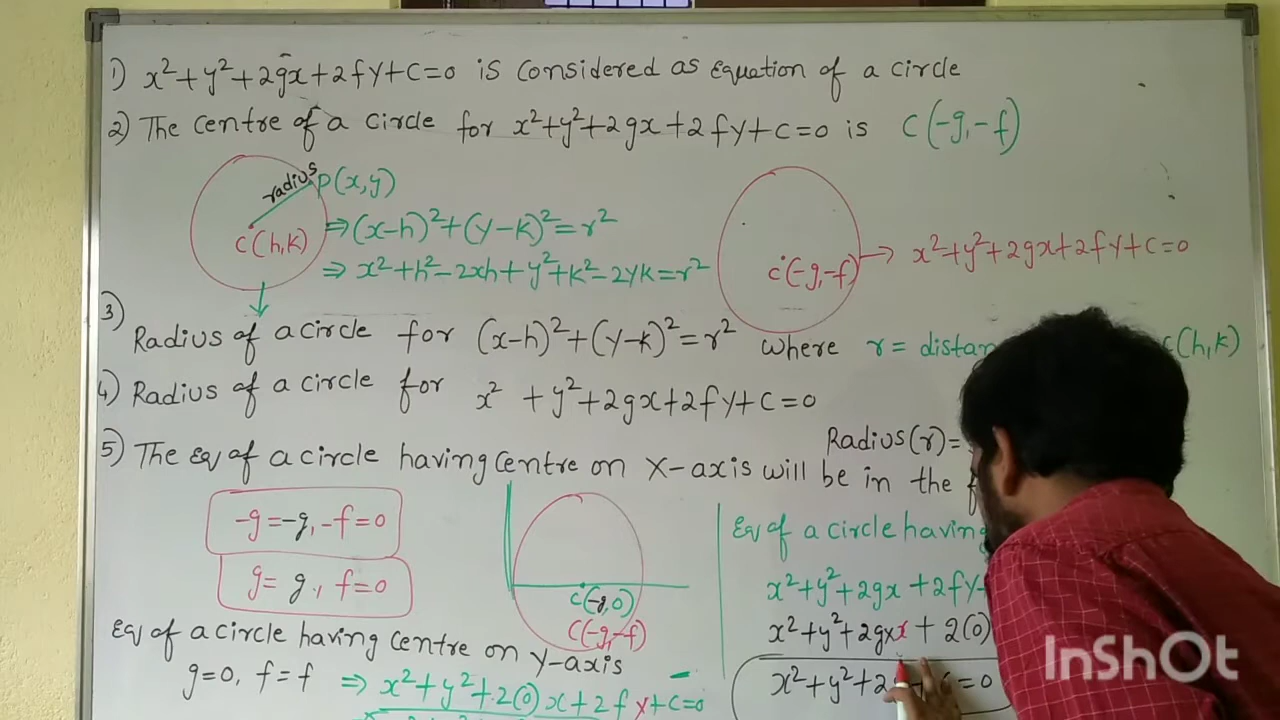 1) x²+y²+2gx+2fy+c=0 is considered as Equation of a circle
2) The centre of a circle for x²+y²+2gx+2fy+c=0 is C(-g,-f)
radius
P(x,y)
C(h,k)
⇒(x-h)²+(y-k)²=r²
⇒ x²+h²-2xh+y²+k²-2yk=r²
C(-g,-f)
→ x²+y²+2gx+2fy+c=0
3) Radius of a circle for (x-h)²+(y-k)²=r² where r= C(h,k)
4) Radius of a circle for x² +y²+2gx+2fy+c=0
Radius(r)=
5) The Eq of a circle having centre on X-axis will be in the
-g=-g, -f=0
g= g, f=0
C(-g,0)
C(-g,-f)
Eq of a circle having
x²+y²+2gx+2fy
x²+y²+2gxx+2(0)
x²+y²+2 =0
Eq of a circle having centre on Y-axis
g=0, f=f ⇒ x²+y²+2(0)x+2fy+c=0
InShOt